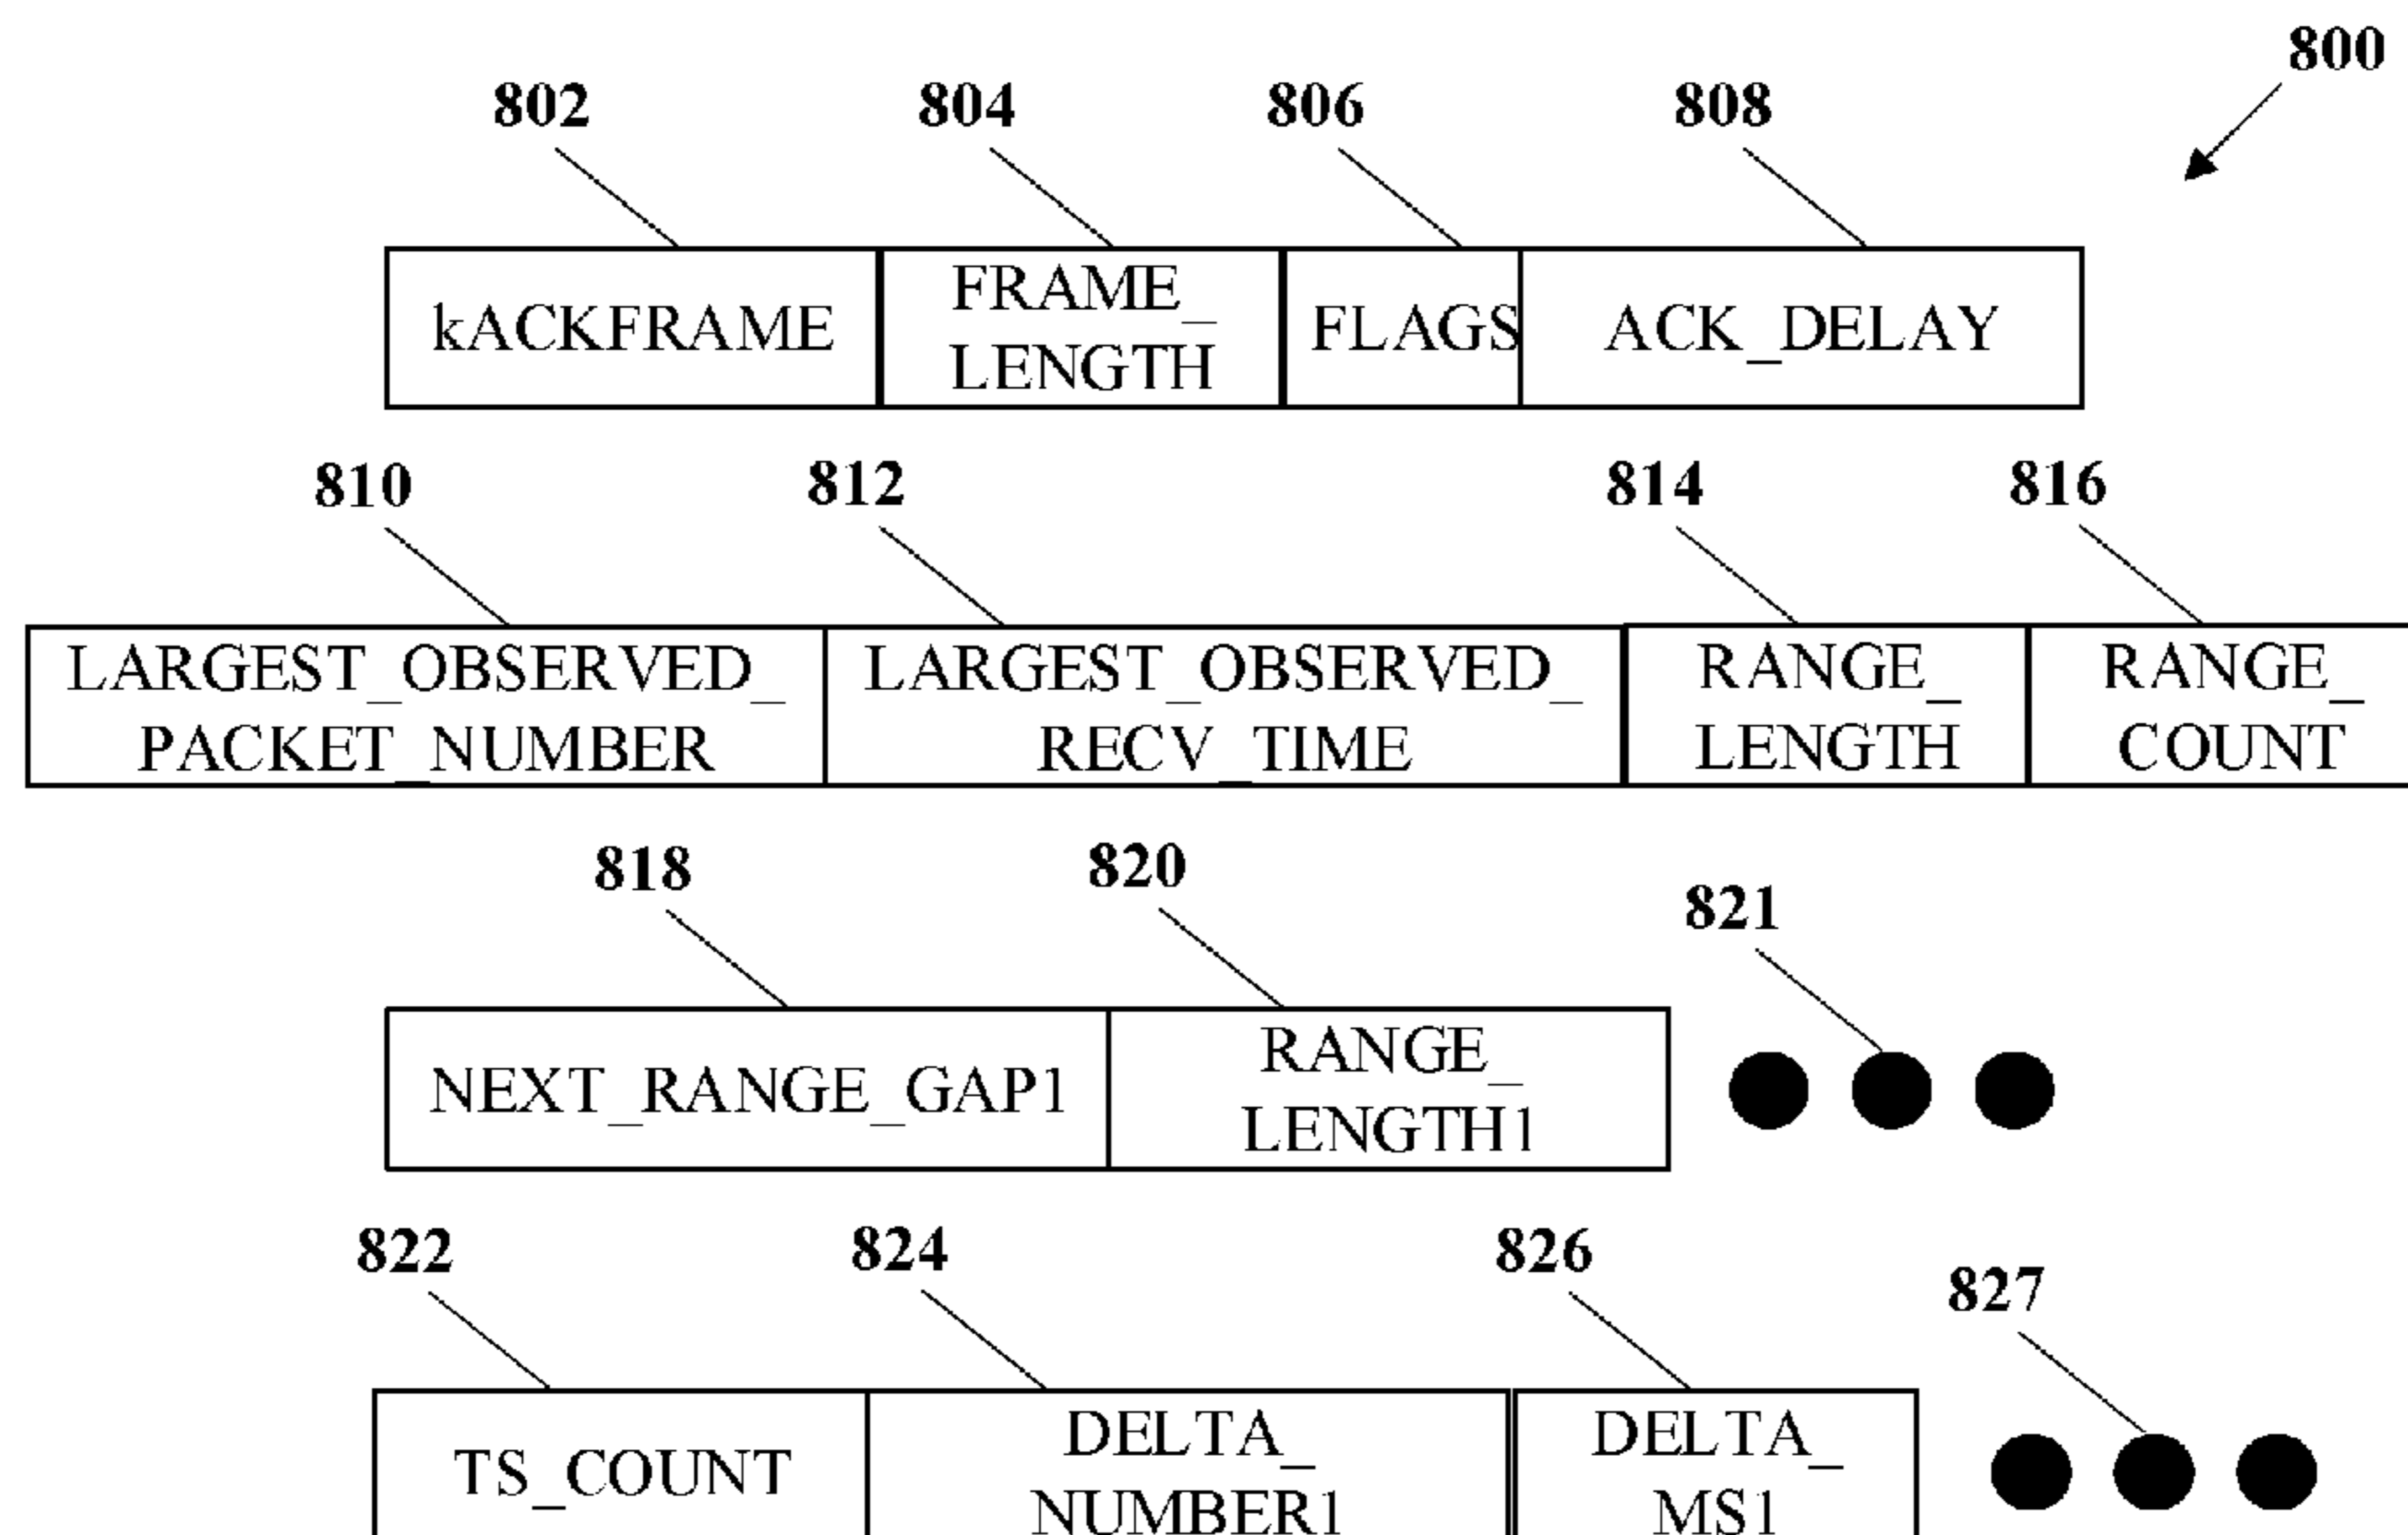 800
802 804 806 808
kACKFRAME FRAME_ FLAGS ACK_DELAY
LENGTH
810 812 814 816
LARGEST_OBSERVED_ LARGEST_OBSERVED_ RANGE_ RANGE_
PACKET_NUMBER RECV_TIME LENGTH COUNT
818 820 821
NEXT_RANGE_GAP1 RANGE_
LENGTH1
822 824 826 827
TS_COUNT DELTA_ DELTA_
NUMBER1 MS1